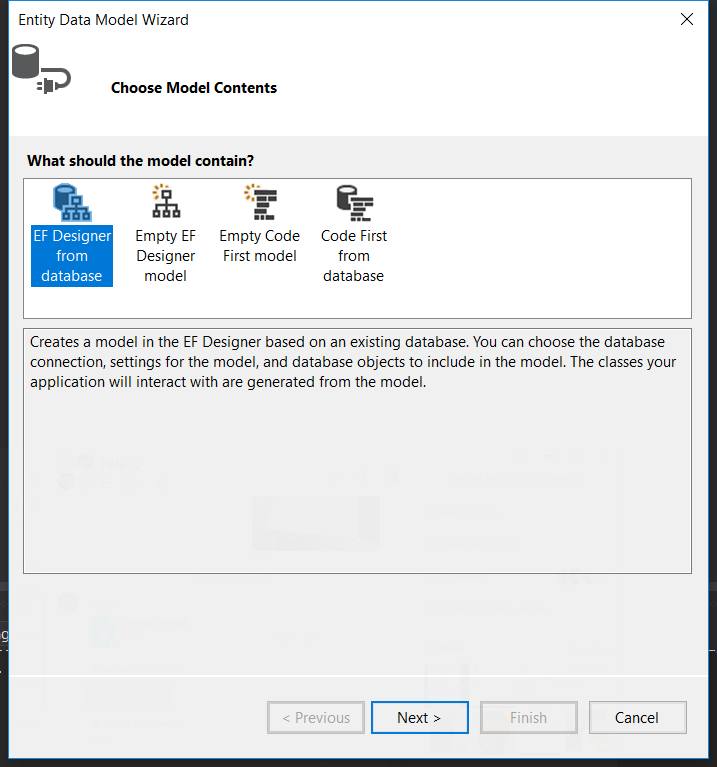 Entity Data Model Wizard
Choose Model Contents
What should the model contain?
EF Designer
from
database
Empty EF
Designer
model
Empty Code
First model
Code First
from
database
Creates a model in the EF Designer based on an existing database. You can choose the database
connection, settings for the model, and database objects to include in the model. The classes your
application will interact with are generated from the model.
< Previous
Next >
Finish
Cancel